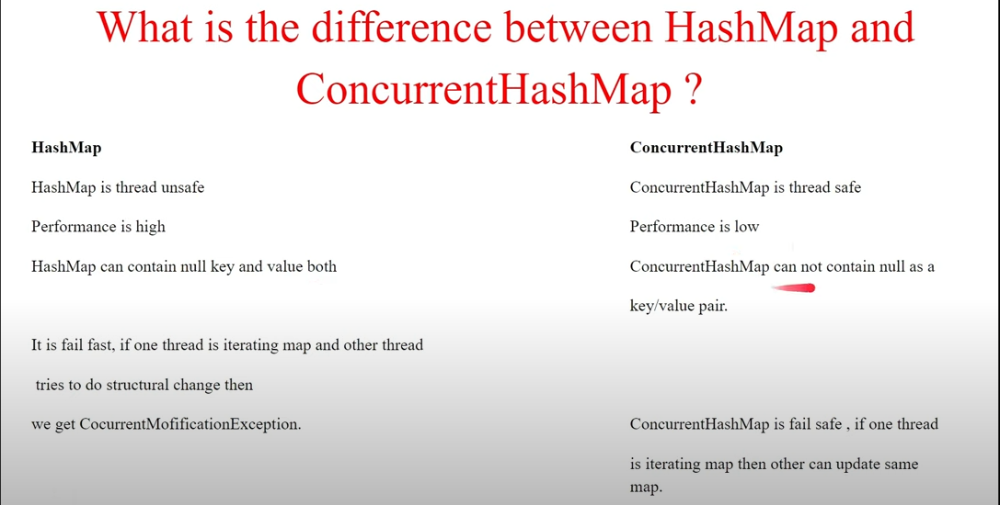 What is the difference between HashMap and
ConcurrentHashMap ?
HashMap
HashMap is thread unsafe
Performance is high
HashMap can contain null key and value both
It is fail fast, if one thread is iterating map and other thread
tries to do structural change then
we get CocurrentMofificationException.
ConcurrentHashMap
ConcurrentHashMap is thread safe
Performance is low
ConcurrentHashMap can not contain null as a
key/value pair.
ConcurrentHashMap is fail safe , if one thread
is iterating map then other can update same
map.